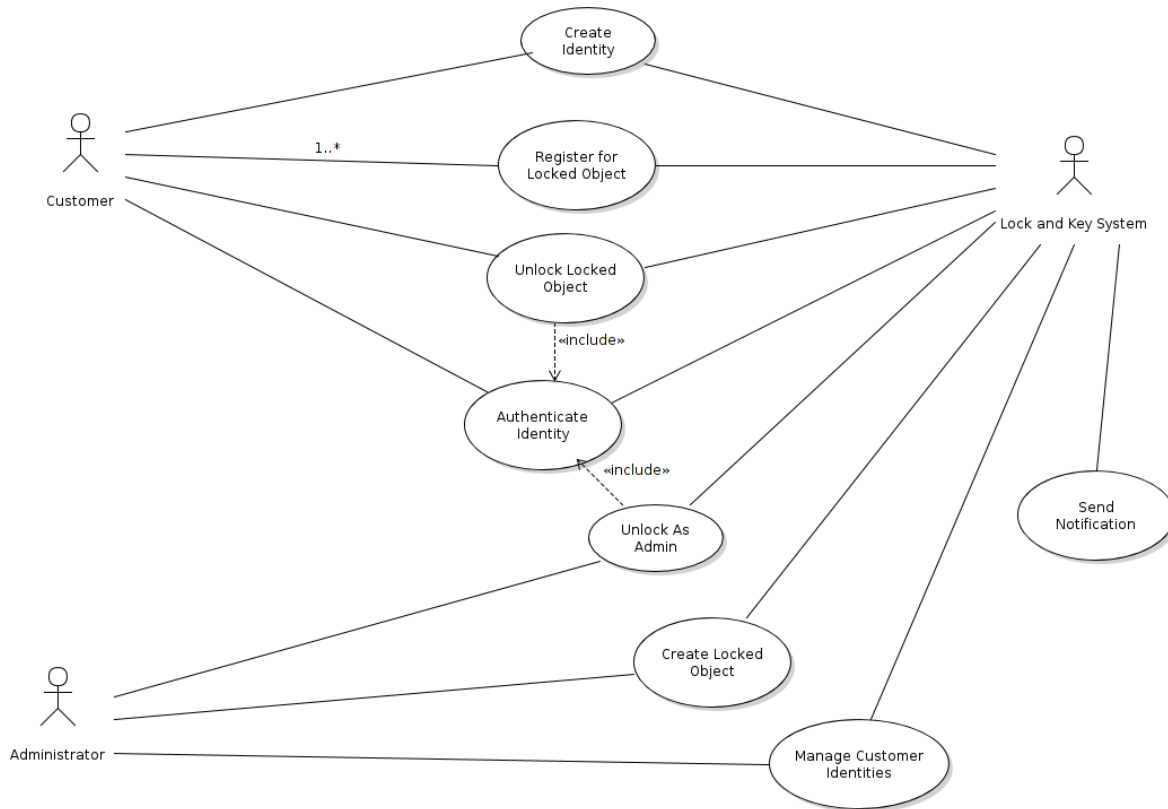 Create
Identity
1..*
Register for
Locked Object
Customer
Lock and Key System
Unlock Locked
Object
«include»
Authenticate
Identity
«include»
Unlock As
Admin
Send
Notification
Create Locked
Object
Administrator
Manage Customer
Identities